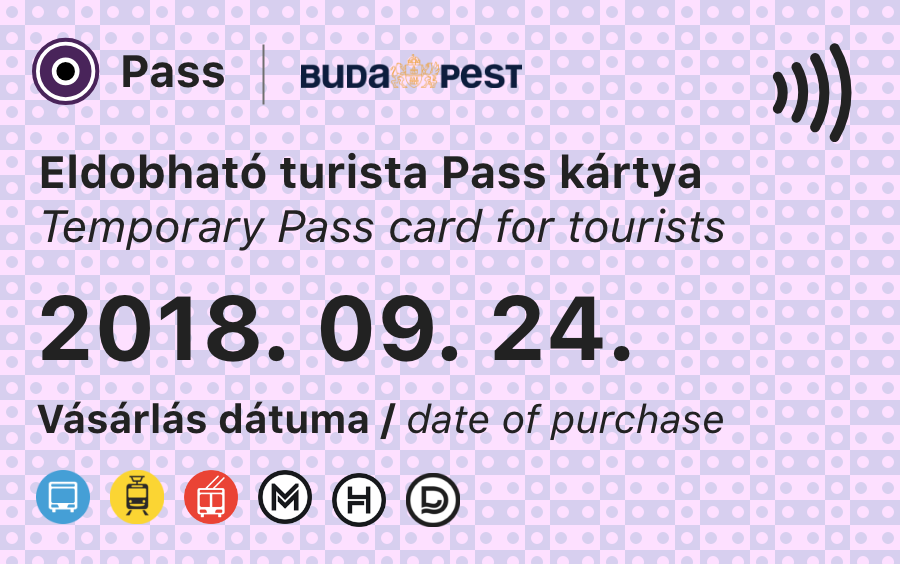 Pass
BUDAPEST
Eldobható turista Pass kártya
Temporary Pass card for tourists
2018. 09. 24.
Vásárlás dátuma / date of purchase
M H D